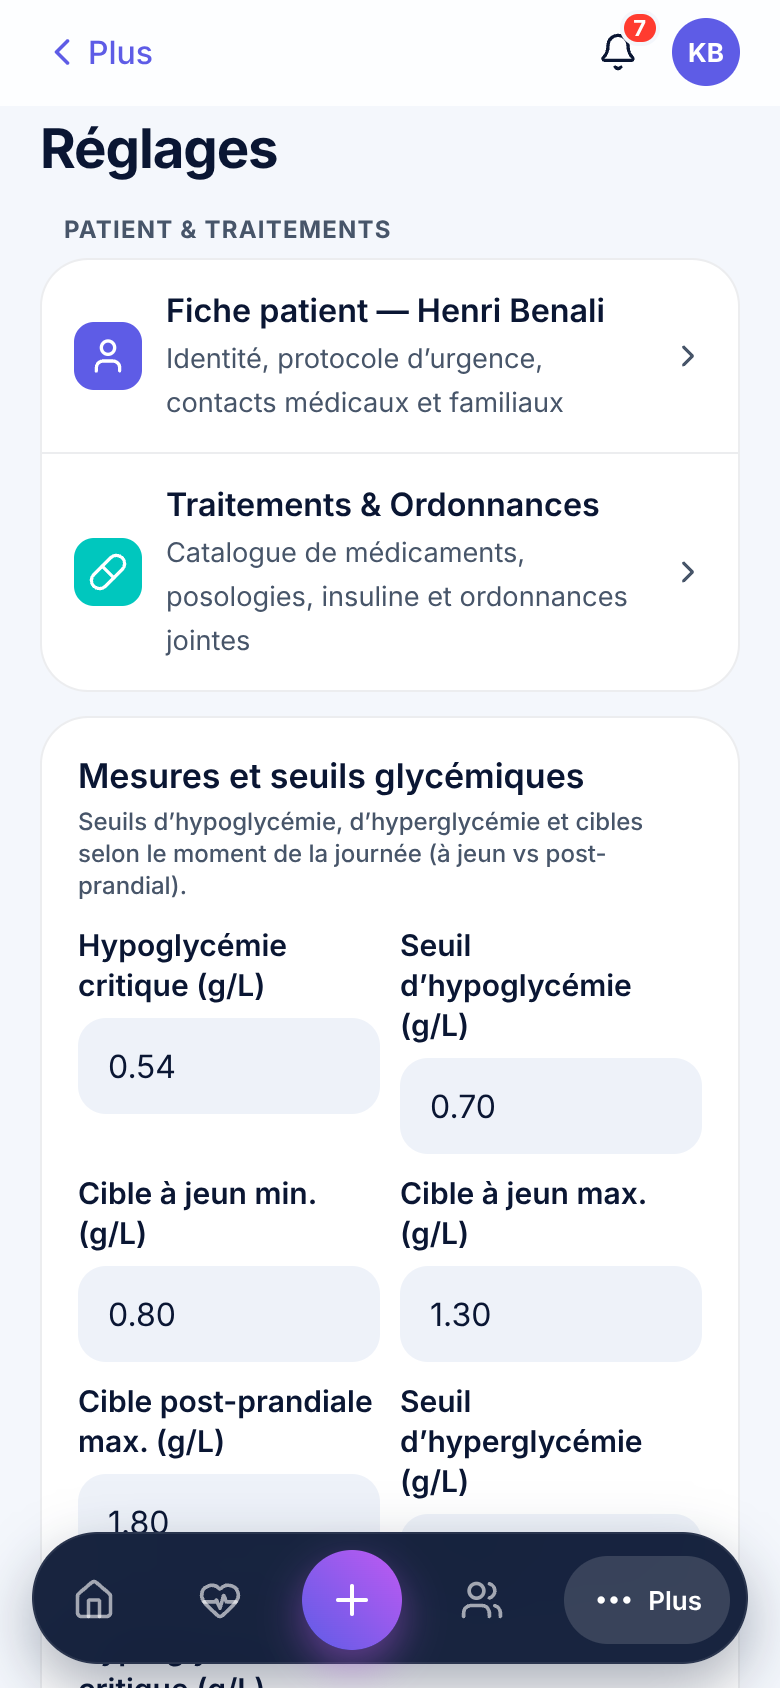 Plus
7
KB
Réglages
PATIENT & TRAITEMENTS
Fiche patient — Henri Benali
Identité, protocole d’urgence,
contacts médicaux et familiaux
Traitements & Ordonnances
Catalogue de médicaments,
posologies, insuline et ordonnances
jointes
Mesures et seuils glycémiques
Seuils d’hypoglycémie, d’hyperglycémie et cibles
selon le moment de la journée (à jeun vs post-
prandial).
Hypoglycémie
critique (g/L)
0.54
Seuil
d’hypoglycémie
(g/L)
0.70
Cible à jeun min.
(g/L)
0.80
Cible à jeun max.
(g/L)
1.30
Cible post-prandiale
max. (g/L)
1.80
Seuil
d’hyperglycémie
(g/L)
Plus
critique (g/L)